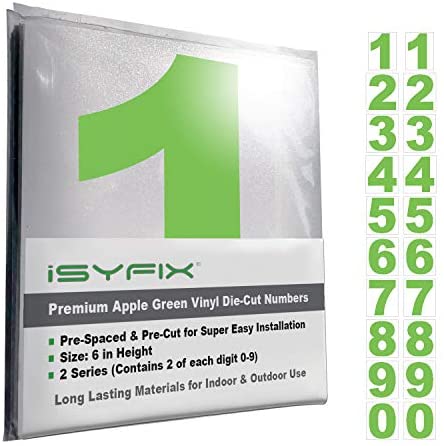 1
iSYFIX®
Premium Apple Green Vinyl Die-Cut Numbers
Pre-Spaced & Pre-Cut for Super Easy Installation
Size: 6 in Height
2 Series (Contains 2 of each digit 0-9)
Long Lasting Materials for Indoor & Outdoor Use
1 1
2 2
3 3
4 4
5 5
6 6
7 7
8 8
9 9
0 0